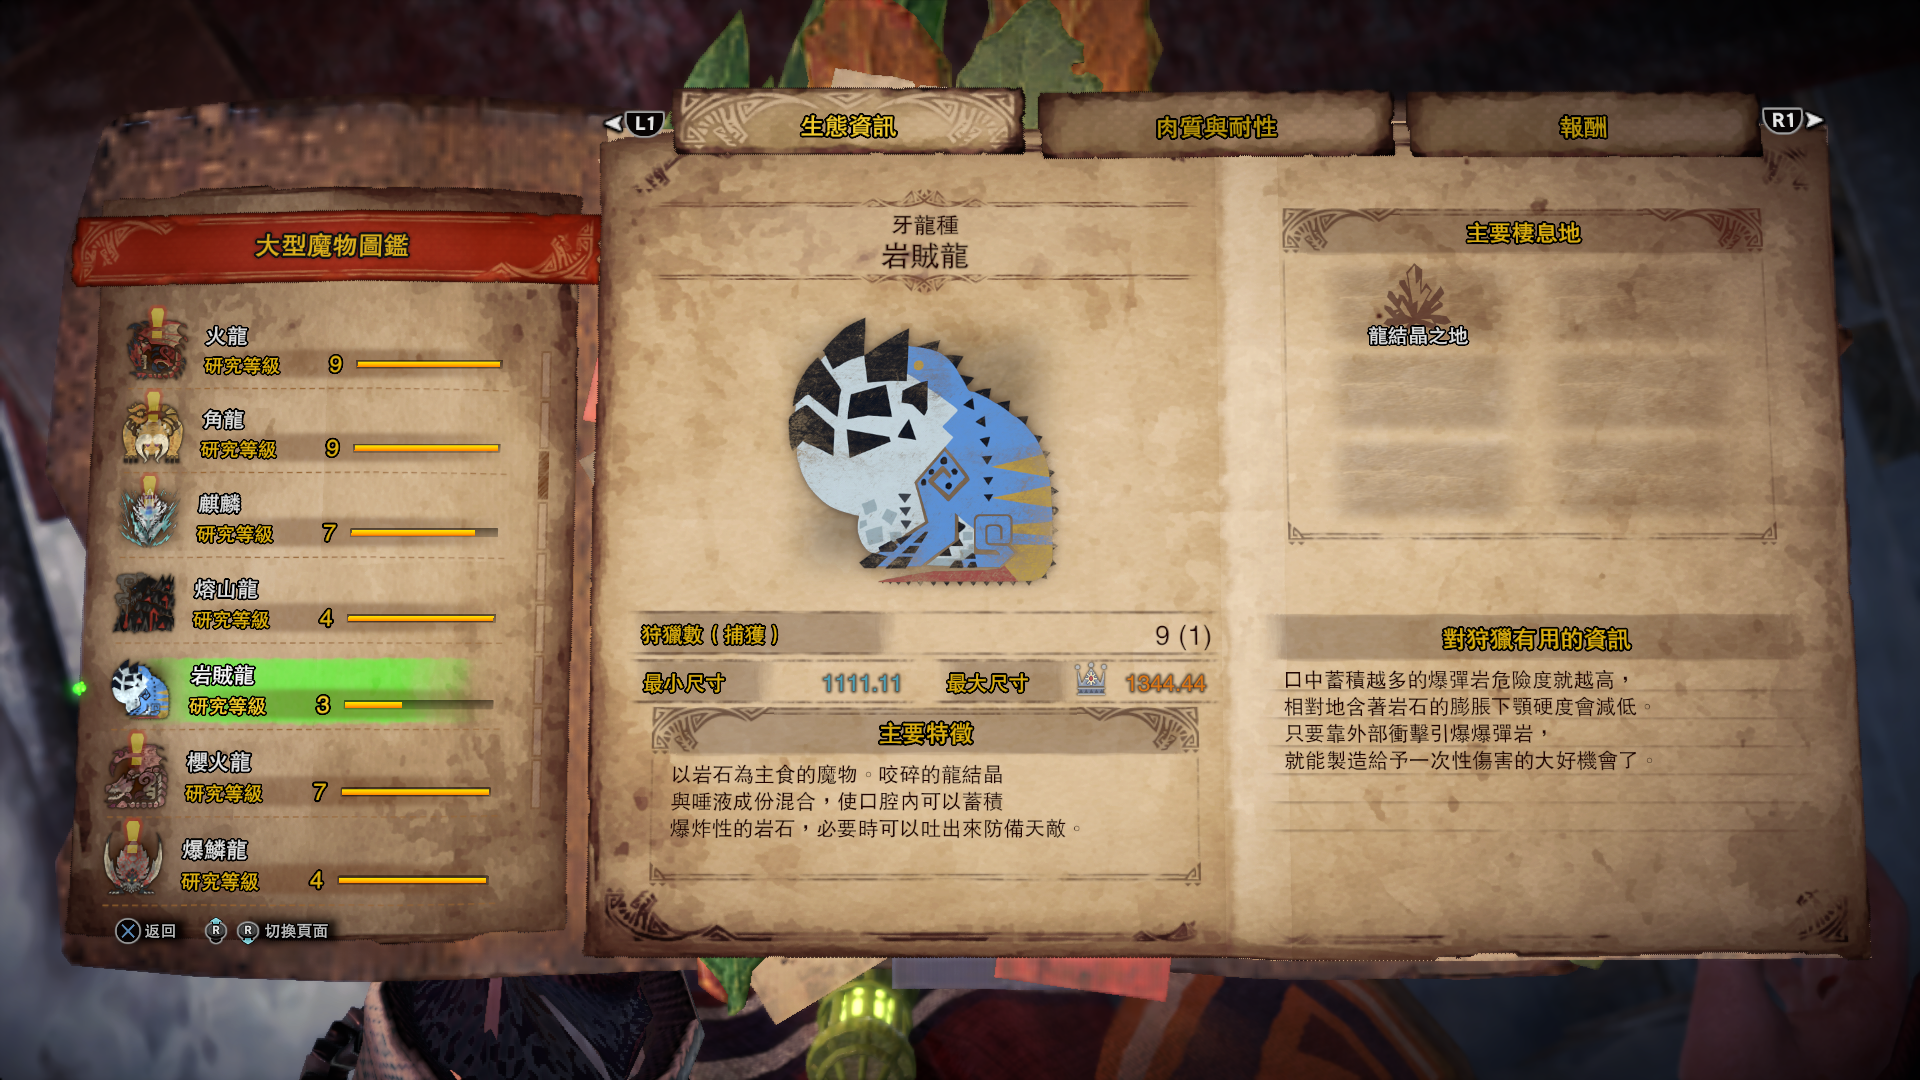 L1
生態資訊
肉質與耐性
報酬
R1
大型魔物圖鑑
火龍
研究等級 9
角龍
研究等級 9
麒麟
研究等級 7
熔山龍
研究等級 4
岩賊龍
研究等級 3
櫻火龍
研究等級 7
爆鱗龍
研究等級 4
返回 R R 切換頁面
牙龍種
岩賊龍
狩獵數(捕獲) 9 (1)
最小尺寸 1111.11 最大尺寸 1344.44
主要特徵
以岩石為主食的魔物。咬碎的龍結晶
與唾液成份混合，使口腔內可以蓄積
爆炸性的岩石，必要時可以吐出來防備天敵。
主要棲息地
龍結晶之地
對狩獵有用的資訊
口中蓄積越多的爆彈岩危險度就越高，
相對地含著岩石的膨脹下顎硬度會減低。
只要靠外部衝擊引爆爆彈岩，
就能製造給予一次性傷害的大好機會了。